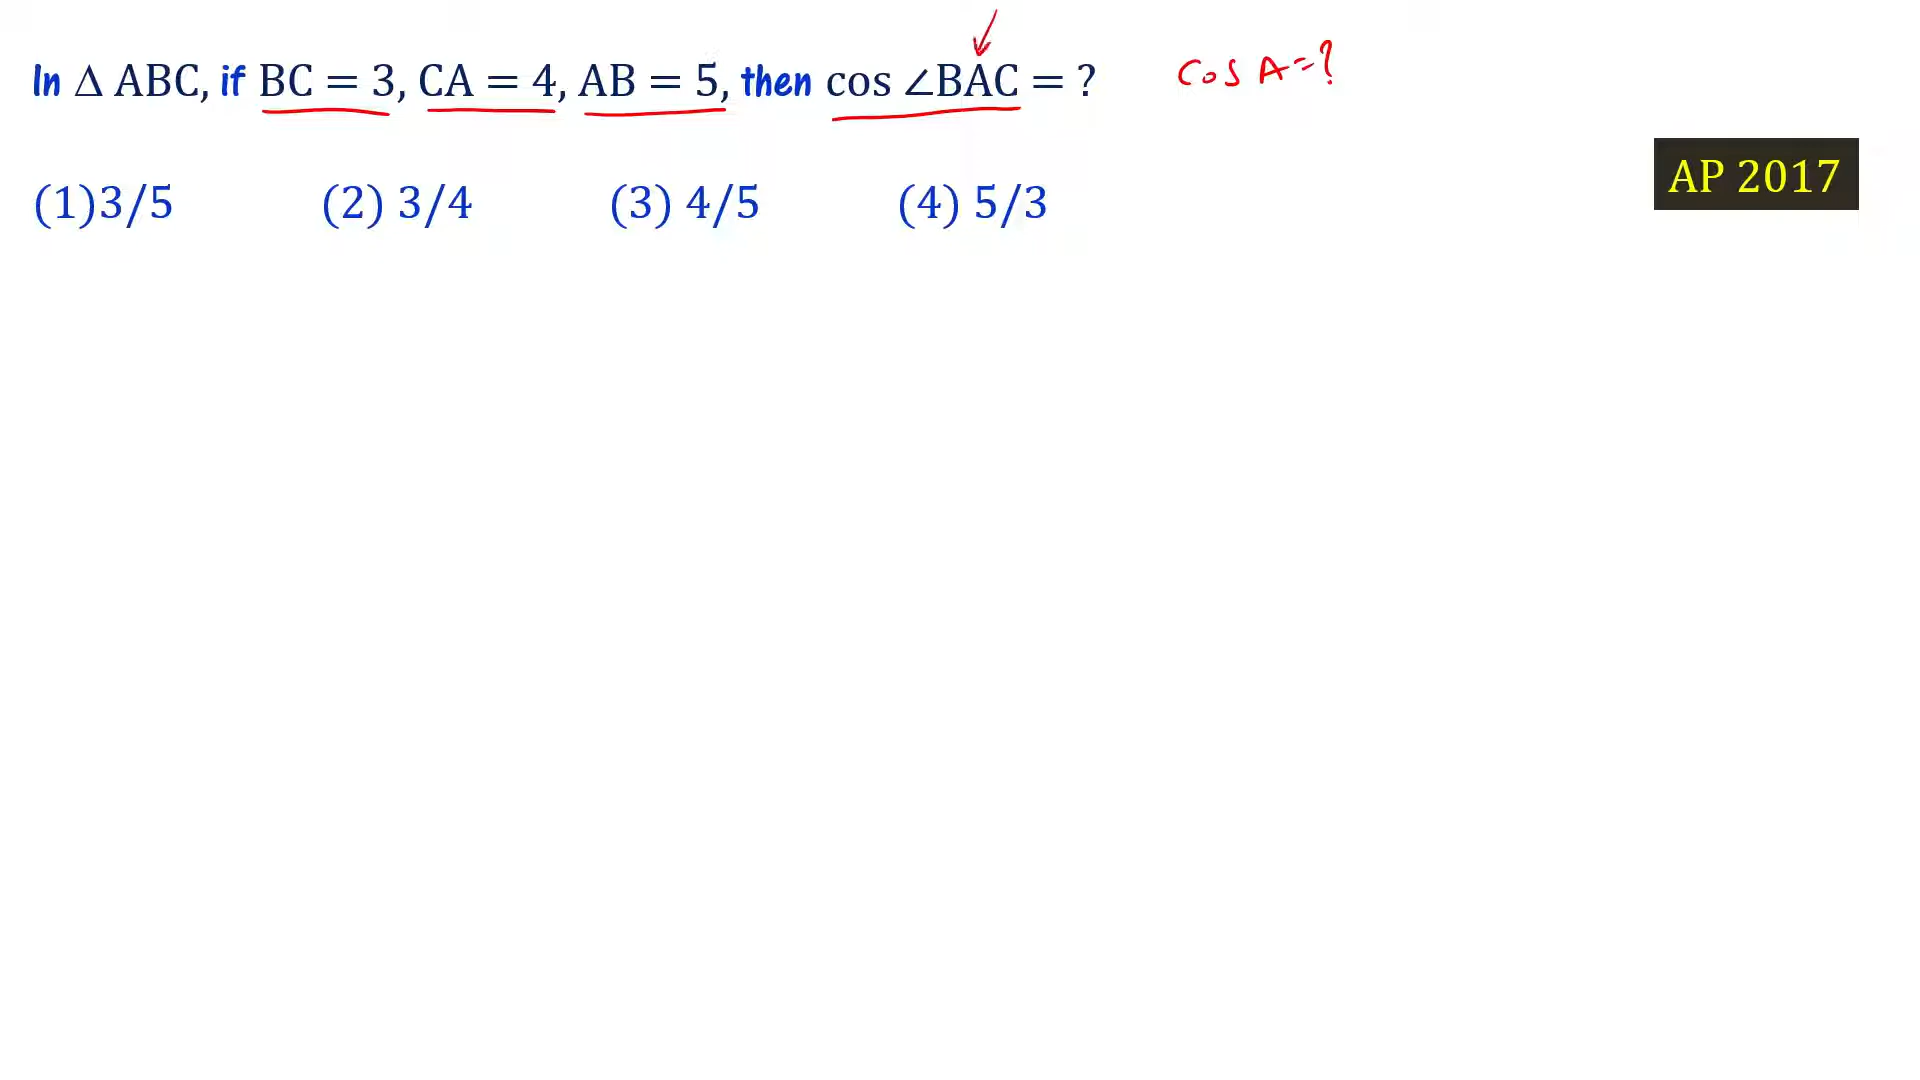 In Δ ABC, if BC = 3, CA = 4, AB = 5, then cos ∠BAC = ? cos A = ?
AP 2017
(1)3/5 (2) 3/4 (3) 4/5 (4) 5/3